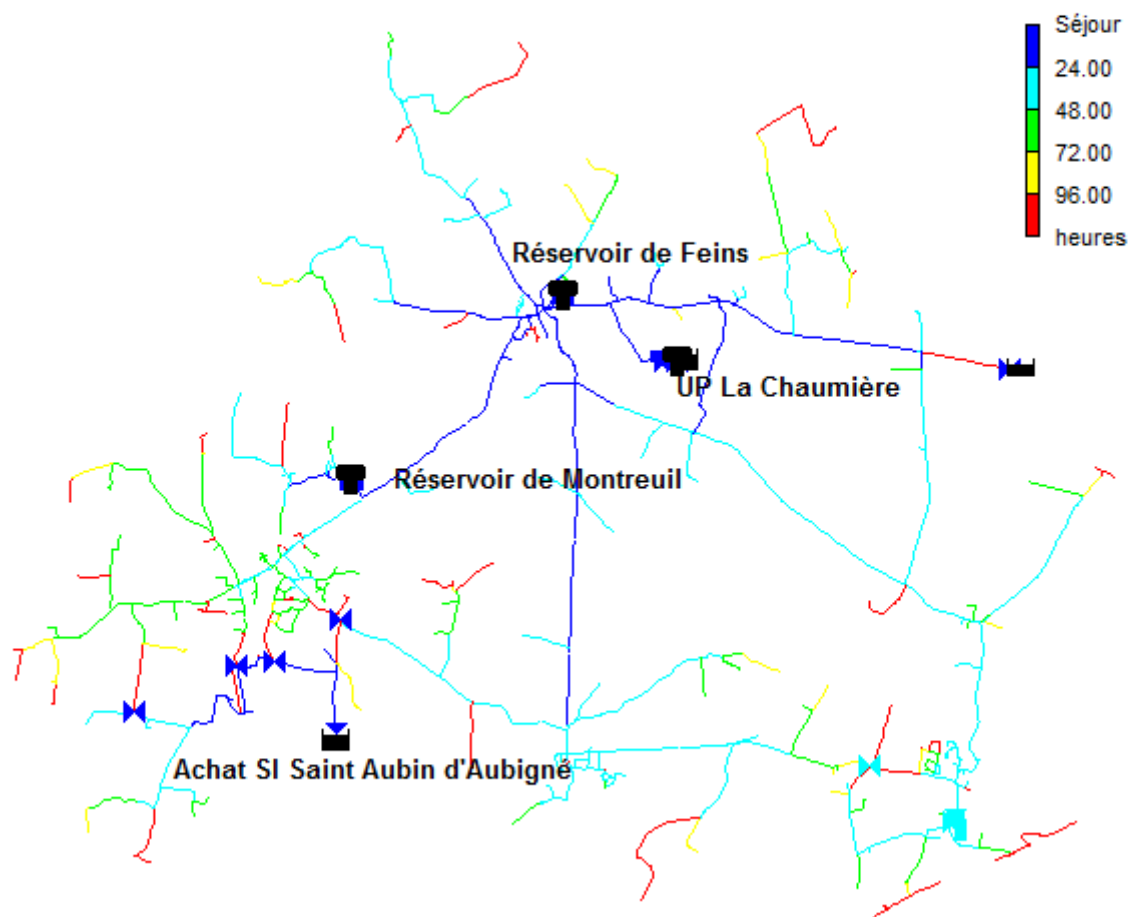 Séjour
24.00
48.00
72.00
96.00
heures
Réservoir de Feins
UP La Chaumière
Réservoir de Montreuil
Achat SI Saint Aubin d'Aubigné